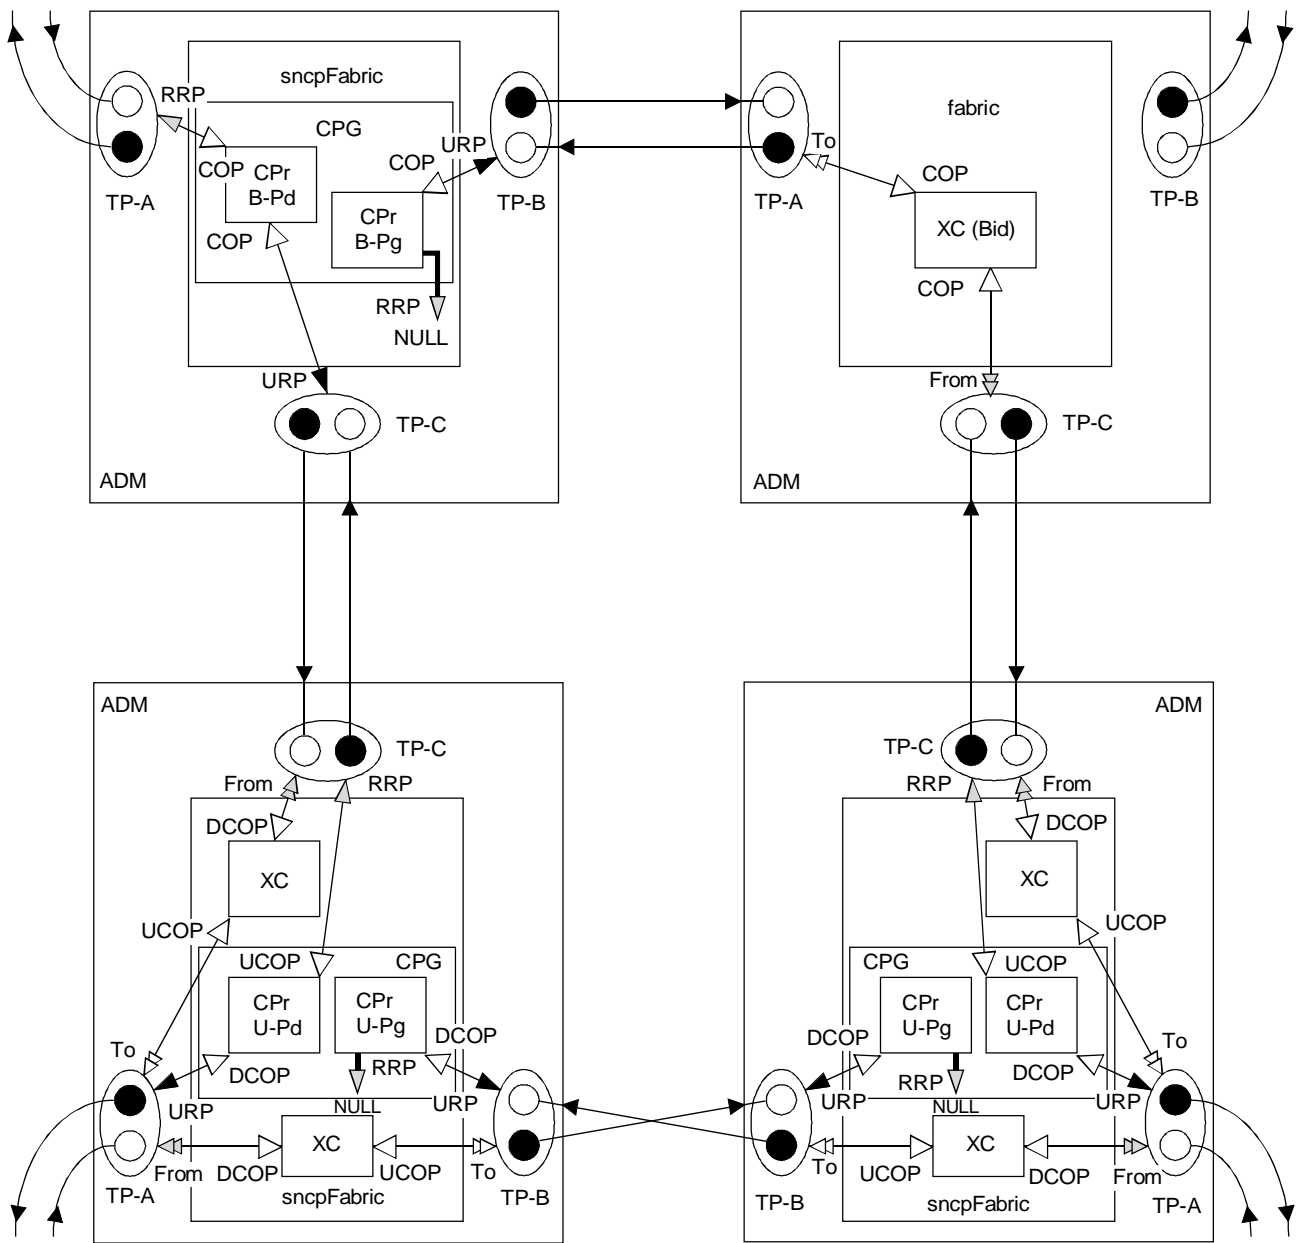 sncpFabric
RRP
CPG
URP
COP
COP
CPr
B-Pd
CPr
B-Pg
TP-A
TP-B
COP
RRP
NULL
URP
TP-C
ADM
fabric
To
COP
TP-A
TP-B
XC (Bid)
COP
From
TP-C
ADM
ADM
TP-C
From
RRP
DCOP
XC
UCOP
UCOP
CPG
CPr
U-Pd
CPr
U-Pg
DCOP
To
DCOP
RRP
URP
NULL
URP
XC
From
DCOP
UCOP
To
TP-A
sncpFabric
TP-B
ADM
TP-C
RRP
From
DCOP
XC
UCOP
CPG
UCOP
CPr
U-Pg
CPr
U-Pd
DCOP
To
RRP
DCOP
URP
NULL
URP
XC
To
UCOP
DCOP
From
TP-B
sncpFabric
TP-A